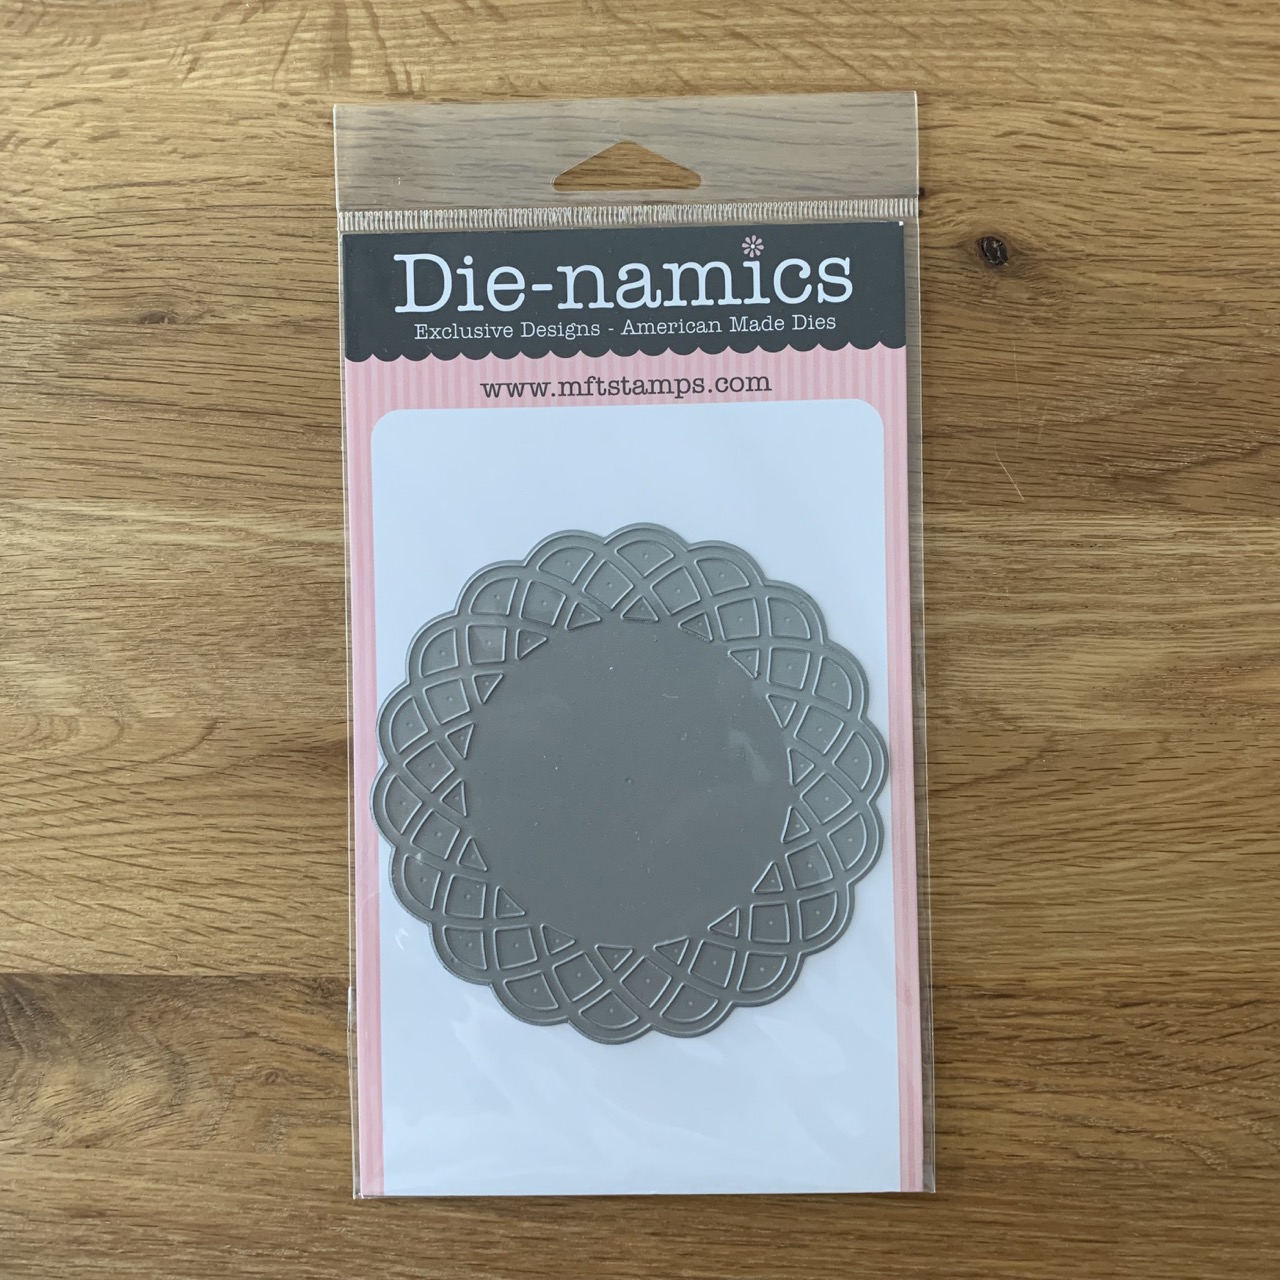 Die-namics
Exclusive Designs - American Made Dies
www.mftstamps.com